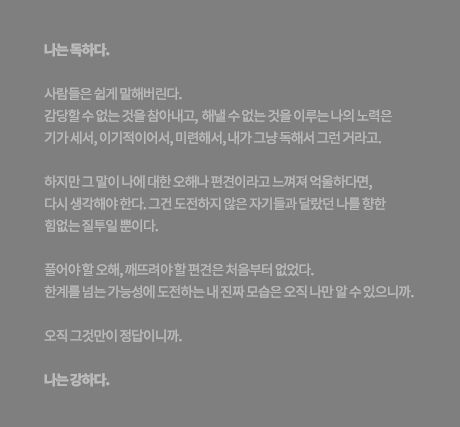 나는 독하다.
사람들은 쉽게 말해버린다.
감당할 수 없는 것을 참아내고, 해낼 수 없는 것을 이루는 나의 노력은
기가 세서, 이기적이어서, 미련해서, 내가 그냥 독해서 그런 거라고.
하지만 그 말이 나에 대한 오해나 편견이라고 느껴져 억울하다면,
다시 생각해야 한다. 그건 도전하지 않은 자기들과 달랐던 나를 향한
힘없는 질투일 뿐이다.
풀어야 할 오해, 깨뜨려야 할 편견은 처음부터 없었다.
한계를 넘는 가능성에 도전하는 내 진짜 모습은 오직 나만 알 수 있으니까.
오직 그것만이 정답이니까.
나는 강하다.